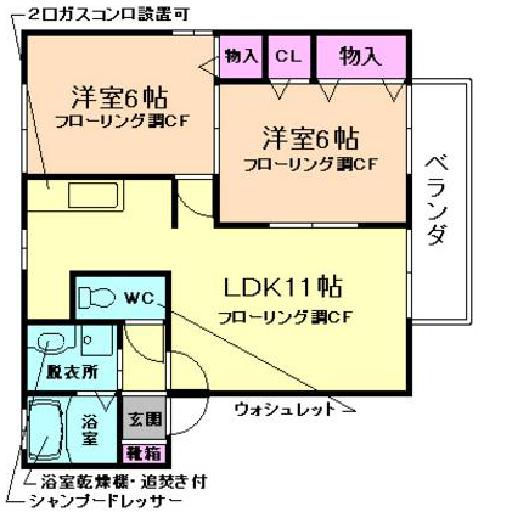 2口ガスコンロ設置可
物入
CL
物入
洋室6帖
フローリング調CF
洋室6帖
フローリング調CF
ベランダ
LDK11帖
フローリング調CF
WC
脱衣所
ウォシュレット
浴室
玄関
靴箱
浴室乾燥機・追焚き付
シャンプードレッサー